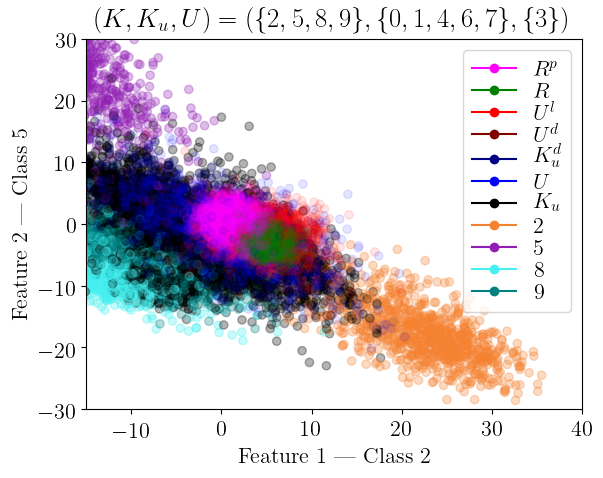 (K, K_u, U) = ({2, 5, 8, 9}, {0, 1, 4, 6, 7}, {3})
30
20
10
0
−10
−20
−30
Feature 2 — Class 5
R^p
R
U^l
U^d
K_u^d
U
K_u
2
5
8
9
−10 0 10 20 30 40
Feature 1 — Class 2